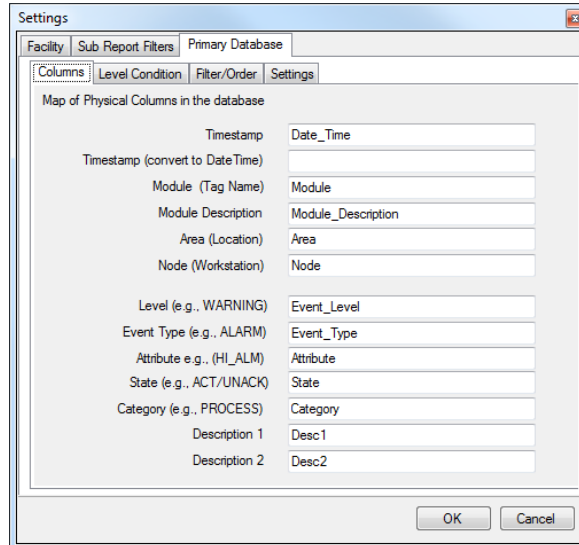 Settings
Facility Sub Report Filters Primary Database
Columns Level Condition Filter/Order Settings
Map of Physical Columns in the database
Timestamp Date_Time
Timestamp (convert to DateTime)
Module (Tag Name) Module
Module Description Module_Description
Area (Location) Area
Node (Workstation) Node
Level (e.g., WARNING) Event_Level
Event Type (e.g., ALARM) Event_Type
Attribute e.g., (HI_ALM) Attribute
State (e.g., ACT/UNACK) State
Category (e.g., PROCESS) Category
Description 1 Desc1
Description 2 Desc2
OK Cancel